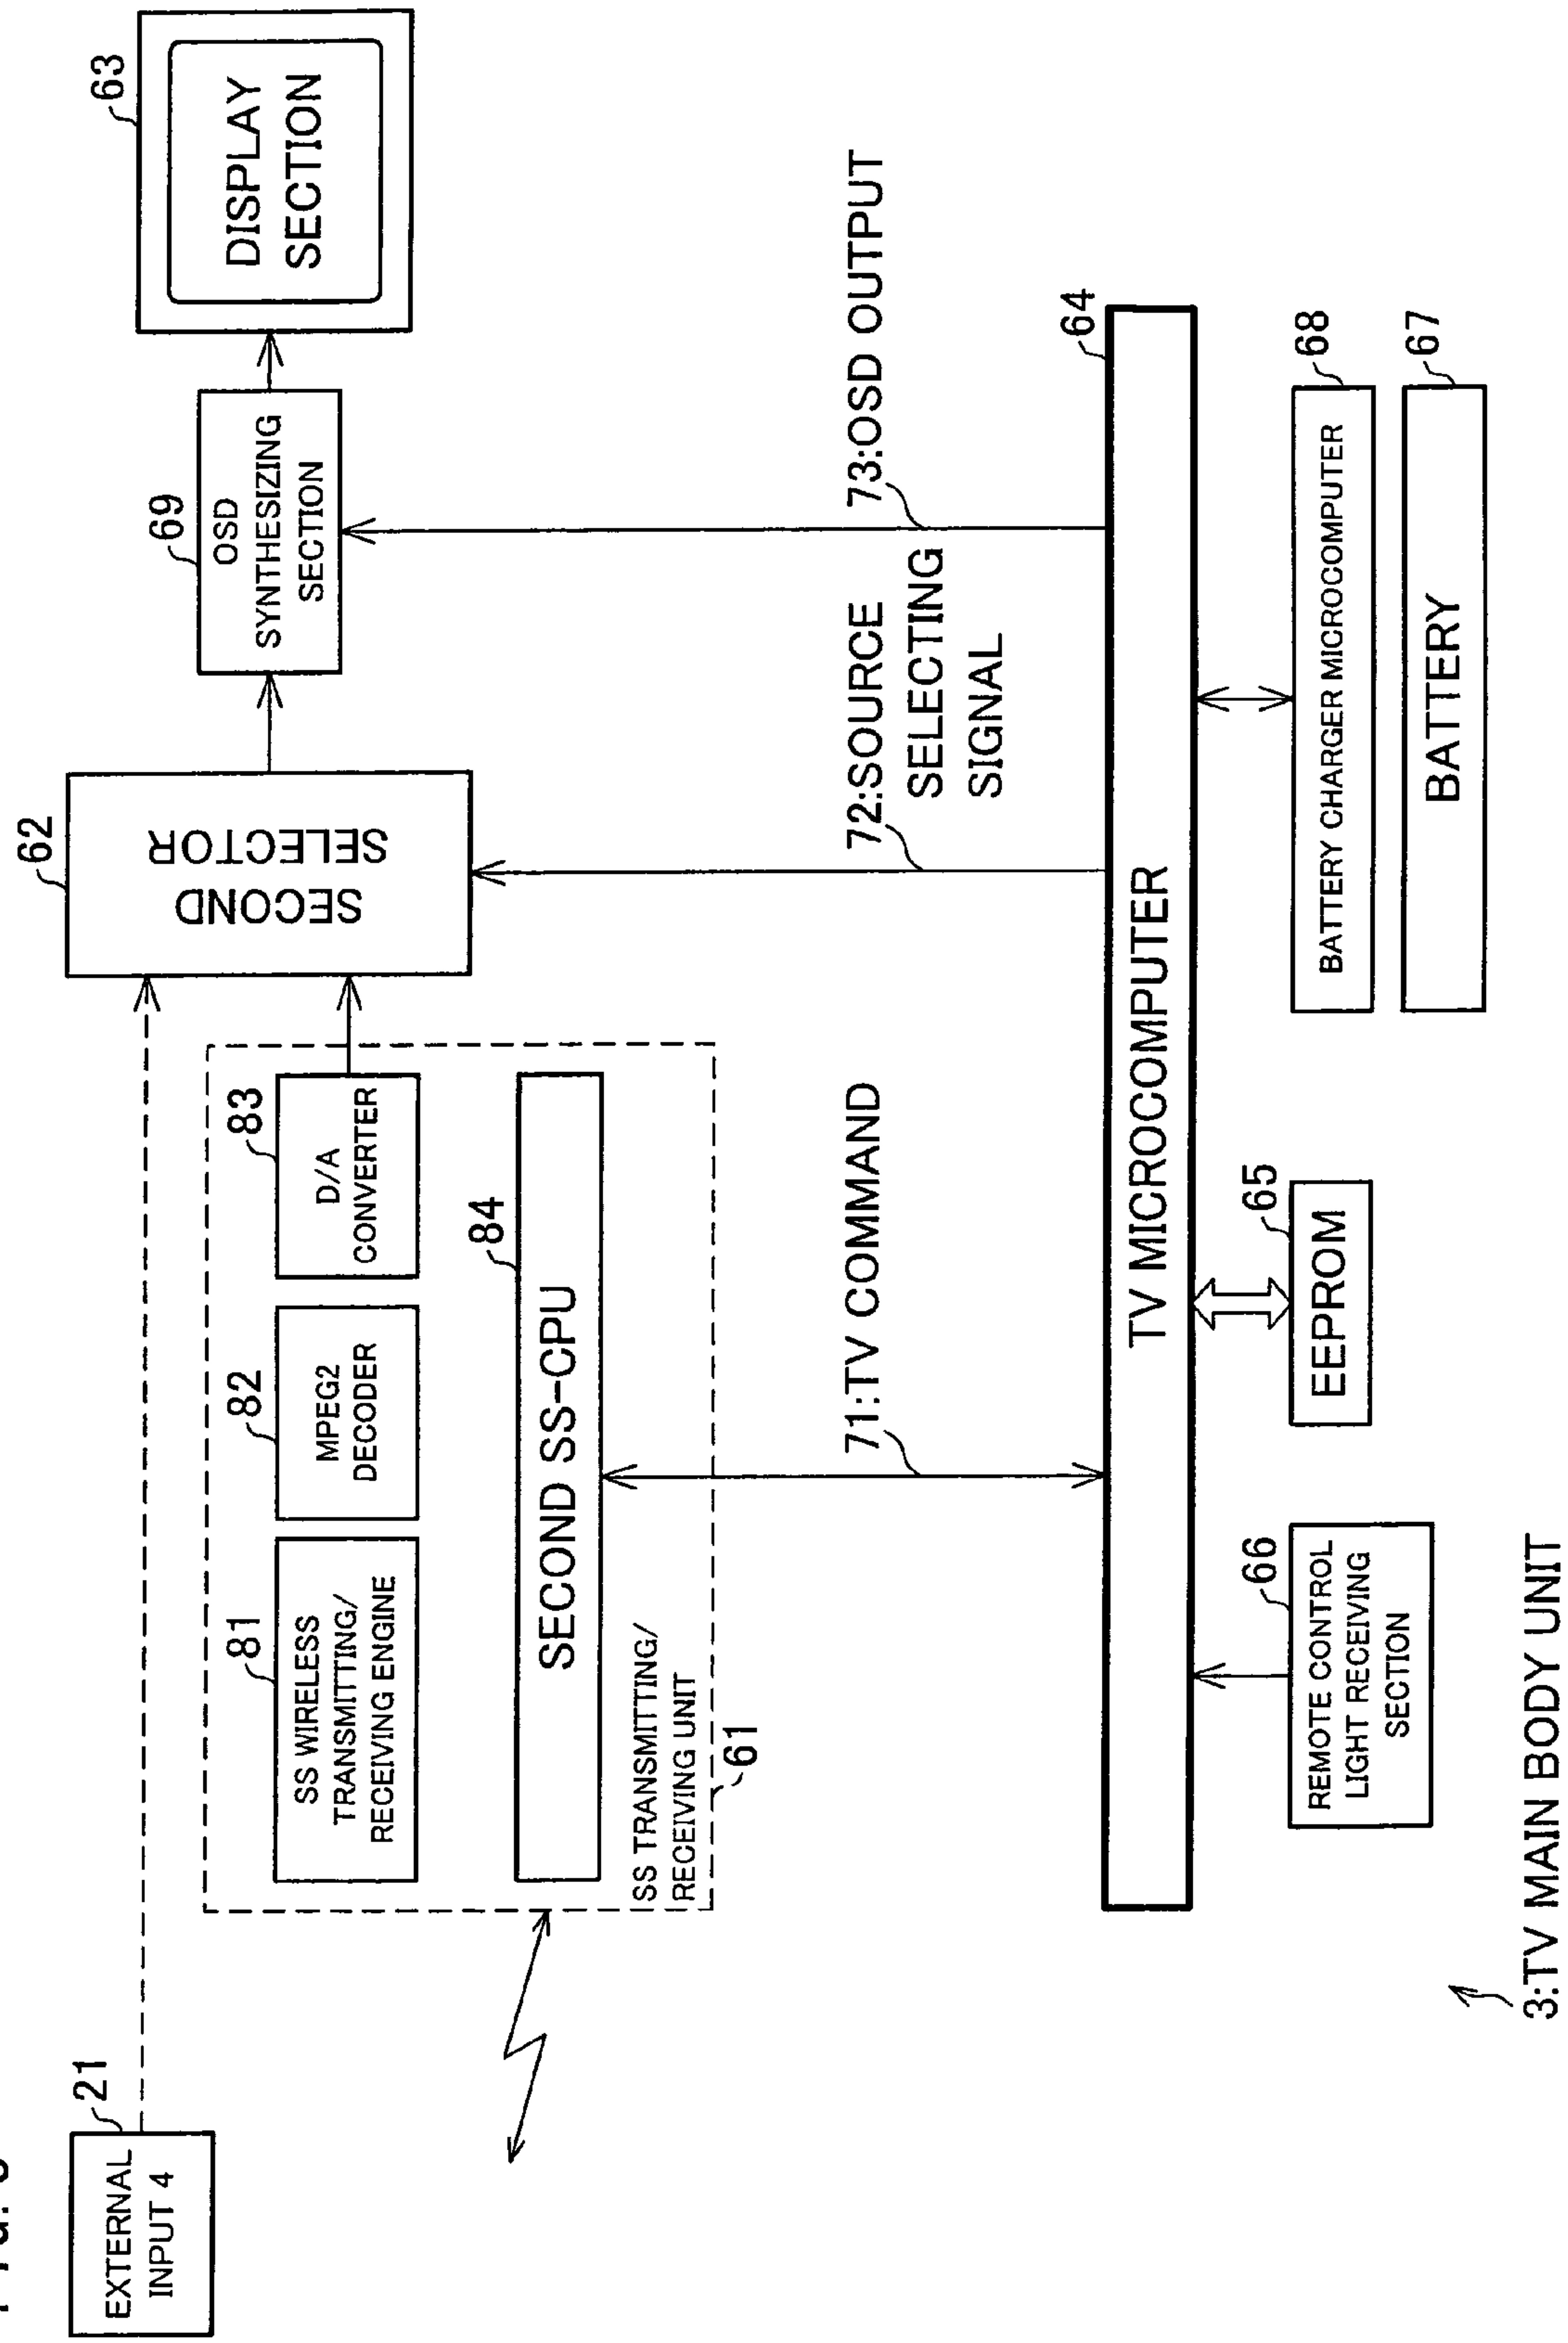 EXTERNAL
INPUT 4
21
62
SECOND
SELECTOR
69
OSD
SYNTHESIZING
SECTION
63
DISPLAY
SECTION
81
SS WIRELESS
TRANSMITTING/
RECEIVING ENGINE
82
MPEG2
DECODER
83
D/A
CONVERTER
84
SECOND SS-CPU
SS TRANSMITTING/
RECEIVING UNIT
61
71:TV COMMAND
72:SOURCE
SELECTING
SIGNAL
73:OSD OUTPUT
64
TV MICROCOMPUTER
66
REMOTE CONTROL
LIGHT RECEIVING
SECTION
65
EEPROM
68
BATTERY CHARGER MICROCOMPUTER
67
BATTERY
3:TV MAIN BODY UNIT